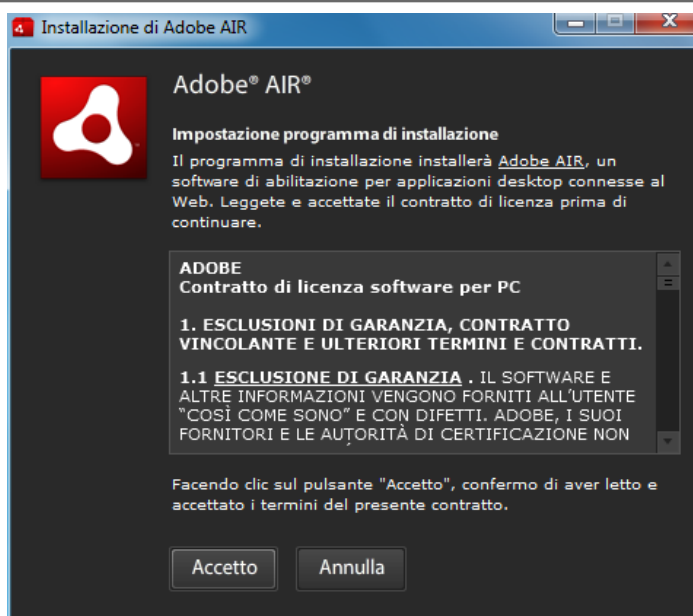 Installazione di Adobe AIR
Adobe® AIR®
Impostazione programma di installazione
Il programma di installazione installerà Adobe AIR, un
software di abilitazione per applicazioni desktop connesse al
Web. Leggete e accettate il contratto di licenza prima di
continuare.
ADOBE
Contratto di licenza software per PC
1. ESCLUSIONI DI GARANZIA, CONTRATTO
VINCOLANTE E ULTERIORI TERMINI E CONTRATTI.
1.1 ESCLUSIONE DI GARANZIA . IL SOFTWARE E
ALTRE INFORMAZIONI VENGONO FORNITI ALL'UTENTE
"COSÌ COME SONO" E CON DIFETTI. ADOBE, I SUOI
FORNITORI E LE AUTORITÀ DI CERTIFICAZIONE NON
Facendo clic sul pulsante "Accetto", confermo di aver letto e
accettato i termini del presente contratto.
Accetto
Annulla